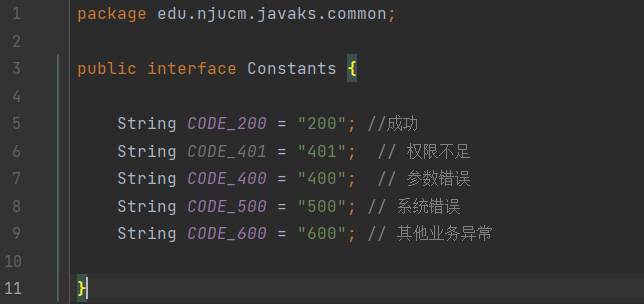 1 package edu.njucm.javaks.common;
2
3 public interface Constants {
4
5 String CODE_200 = "200"; //成功
6 String CODE_401 = "401"; // 权限不足
7 String CODE_400 = "400"; // 参数错误
8 String CODE_500 = "500"; // 系统错误
9 String CODE_600 = "600"; // 其他业务异常
10
11 }